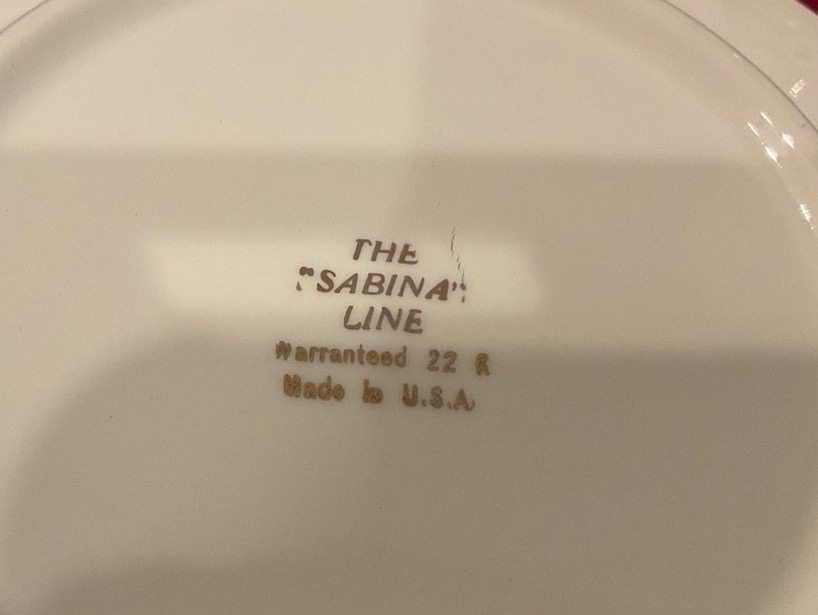 THE
"SABINA"
LINE
Warranteed 22 K
Made in U.S.A.